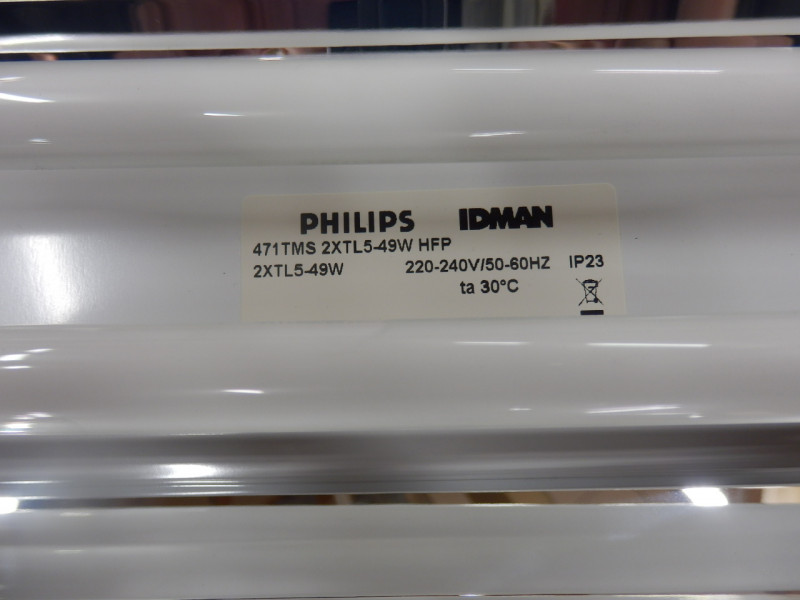 PHILIPS IDMAN
471TMS 2XTL5-49W HFP
2XTL5-49W 220-240V/50-60HZ IP23
ta 30°C